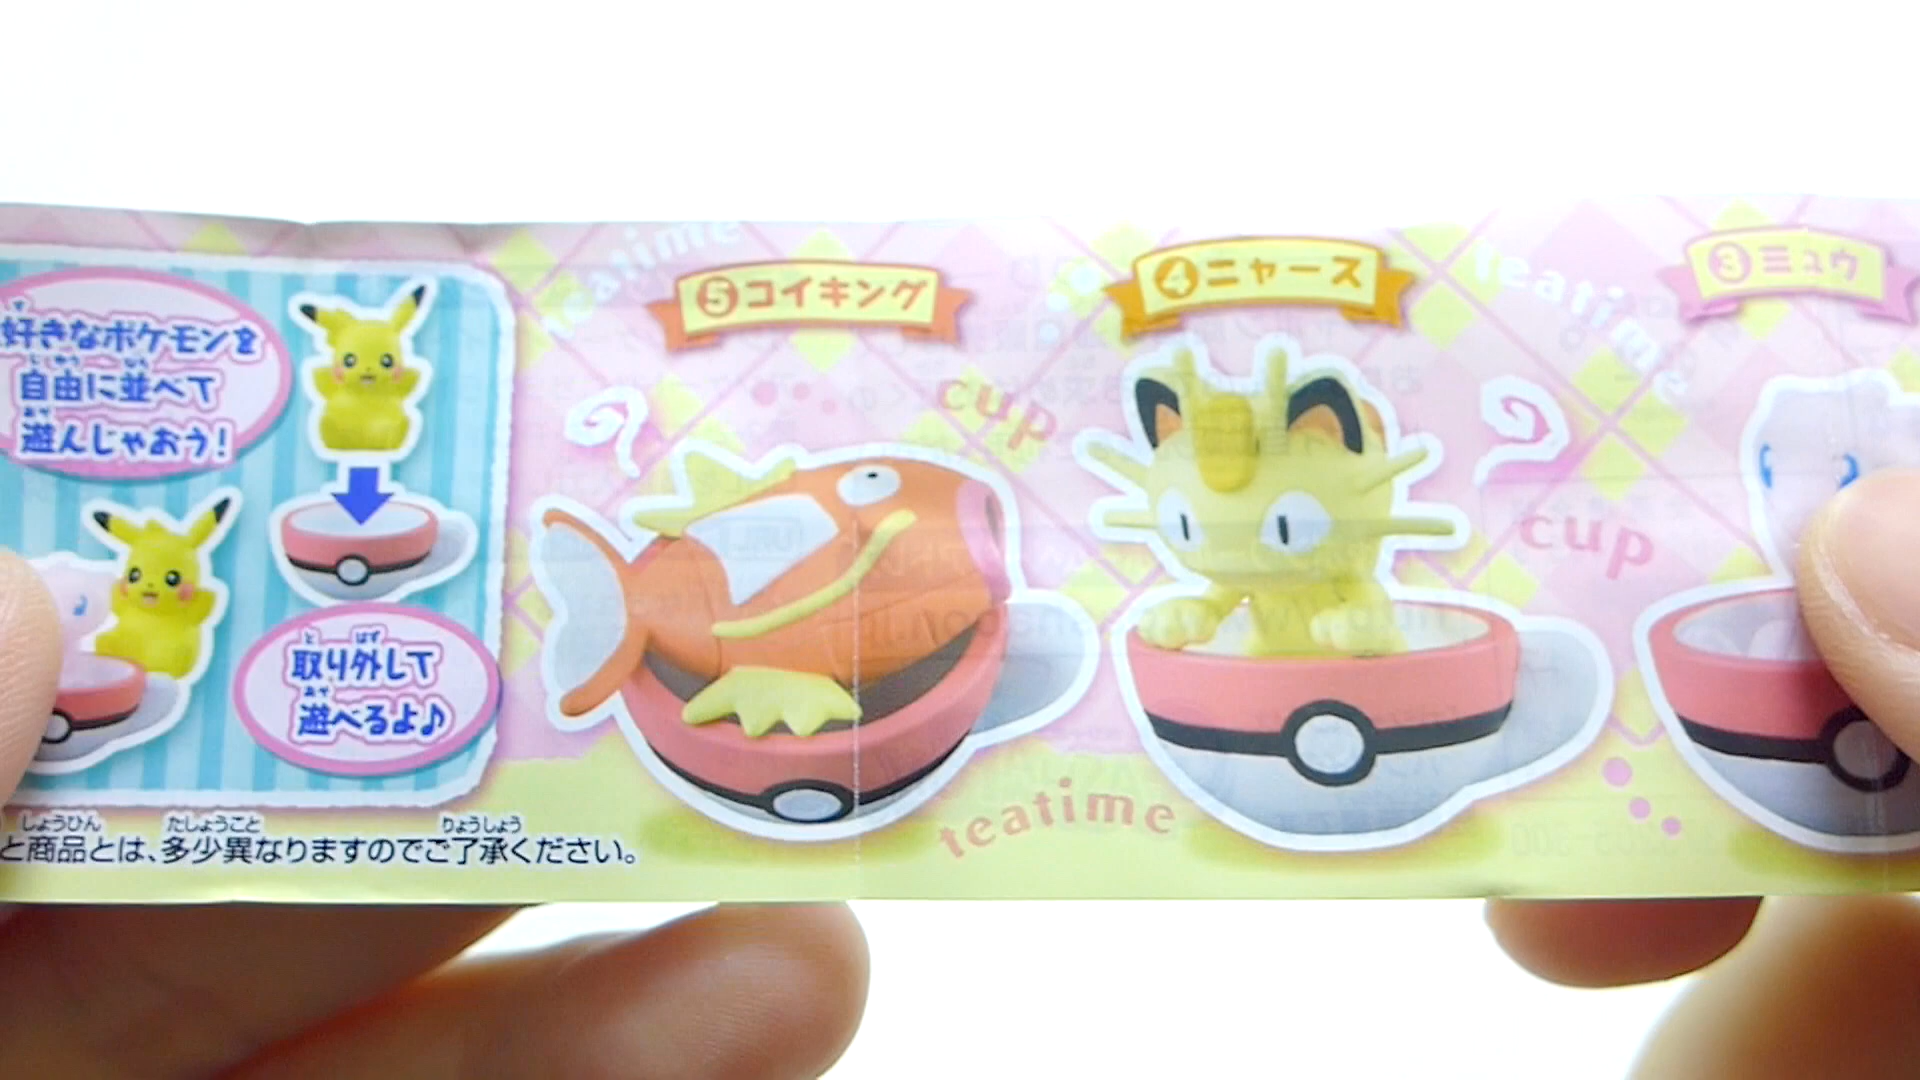 好きなポケモンを
自由に並べて
遊んじゃおう!
取り外して
遊べるよ♪
と商品とは、多少異なりますのでご了承ください。
しょうひん たしょうこと りょうしょう
teatime
⑤コイキング
cup
teatime
④ニャース
teatime
cup
③ミュウ